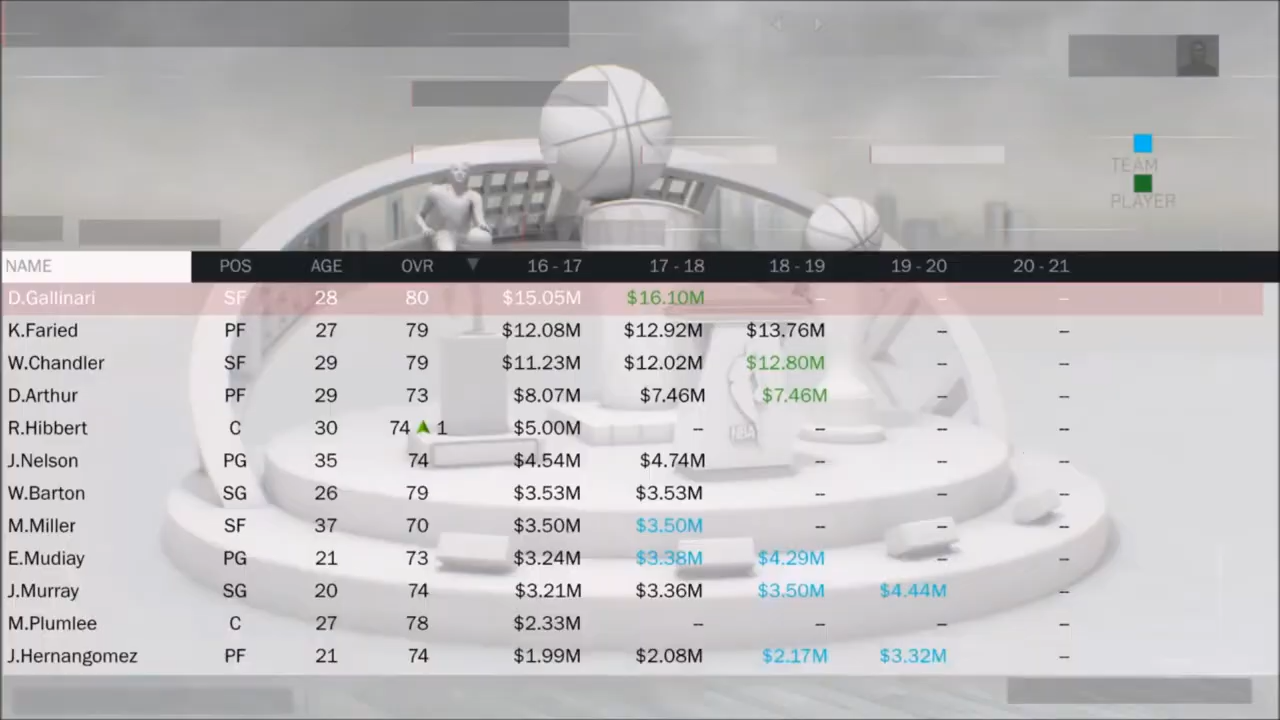 TEAM
PLAYER
NAME POS AGE OVR 16 - 17 17 - 18 18 - 19 19 - 20 20 - 21
D.Gallinari SF 28 80 $15.05M $16.10M -- -- --
K.Faried PF 27 79 $12.08M $12.92M $13.76M -- --
W.Chandler SF 29 79 $11.23M $12.02M $12.80M -- --
D.Arthur PF 29 73 $8.07M $7.46M $7.46M -- --
R.Hibbert C 30 74 1 $5.00M -- -- -- --
J.Nelson PG 35 74 $4.54M $4.74M -- -- --
W.Barton SG 26 79 $3.53M $3.53M -- -- --
M.Miller SF 37 70 $3.50M $3.50M -- -- --
E.Mudiay PG 21 73 $3.24M $3.38M $4.29M -- --
J.Murray SG 20 74 $3.21M $3.36M $3.50M $4.44M --
M.Plumlee C 27 78 $2.33M -- -- -- --
J.Hernangomez PF 21 74 $1.99M $2.08M $2.17M $3.32M --
NBA